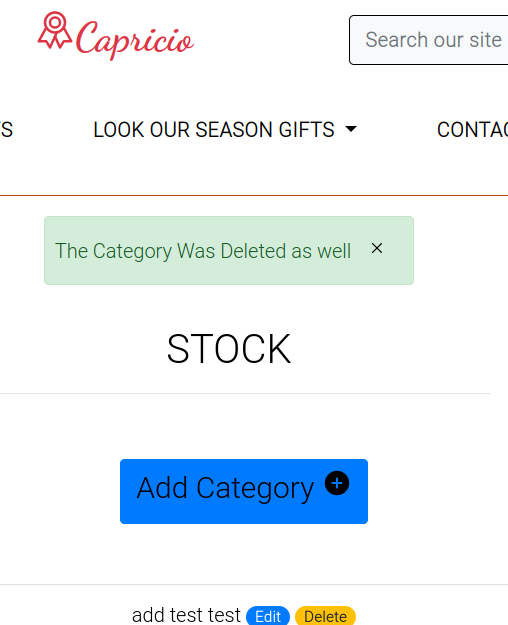 Capricio
Search our site
LOOK OUR SEASON GIFTS
The Category Was Deleted as well ×
STOCK
Add Category
add test test Edit Delete